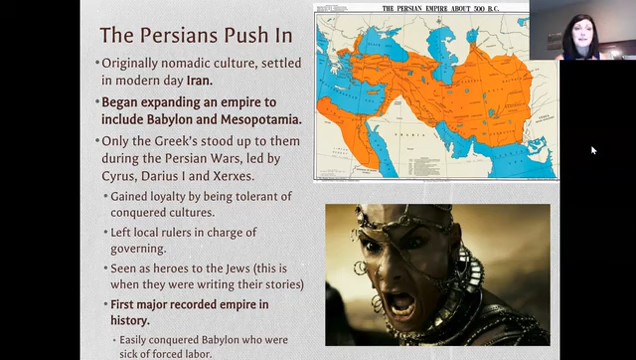 The Persians Push In
• Originally nomadic culture, settled
in modern day Iran.
• Began expanding an empire to
include Babylon and Mesopotamia.
• Only the Greek's stood up to them
during the Persian Wars, led by
Cyrus, Darius I and Xerxes.
• Gained loyalty by being tolerant of
conquered cultures.
• Left local rulers in charge of
governing.
• Seen as heroes to the Jews (this is
when they were writing their stories)
• First major recorded empire in
history.
• Easily conquered Babylon who were
sick of forced labor.
THE PERSIAN EMPIRE ABOUT 500 B.C.